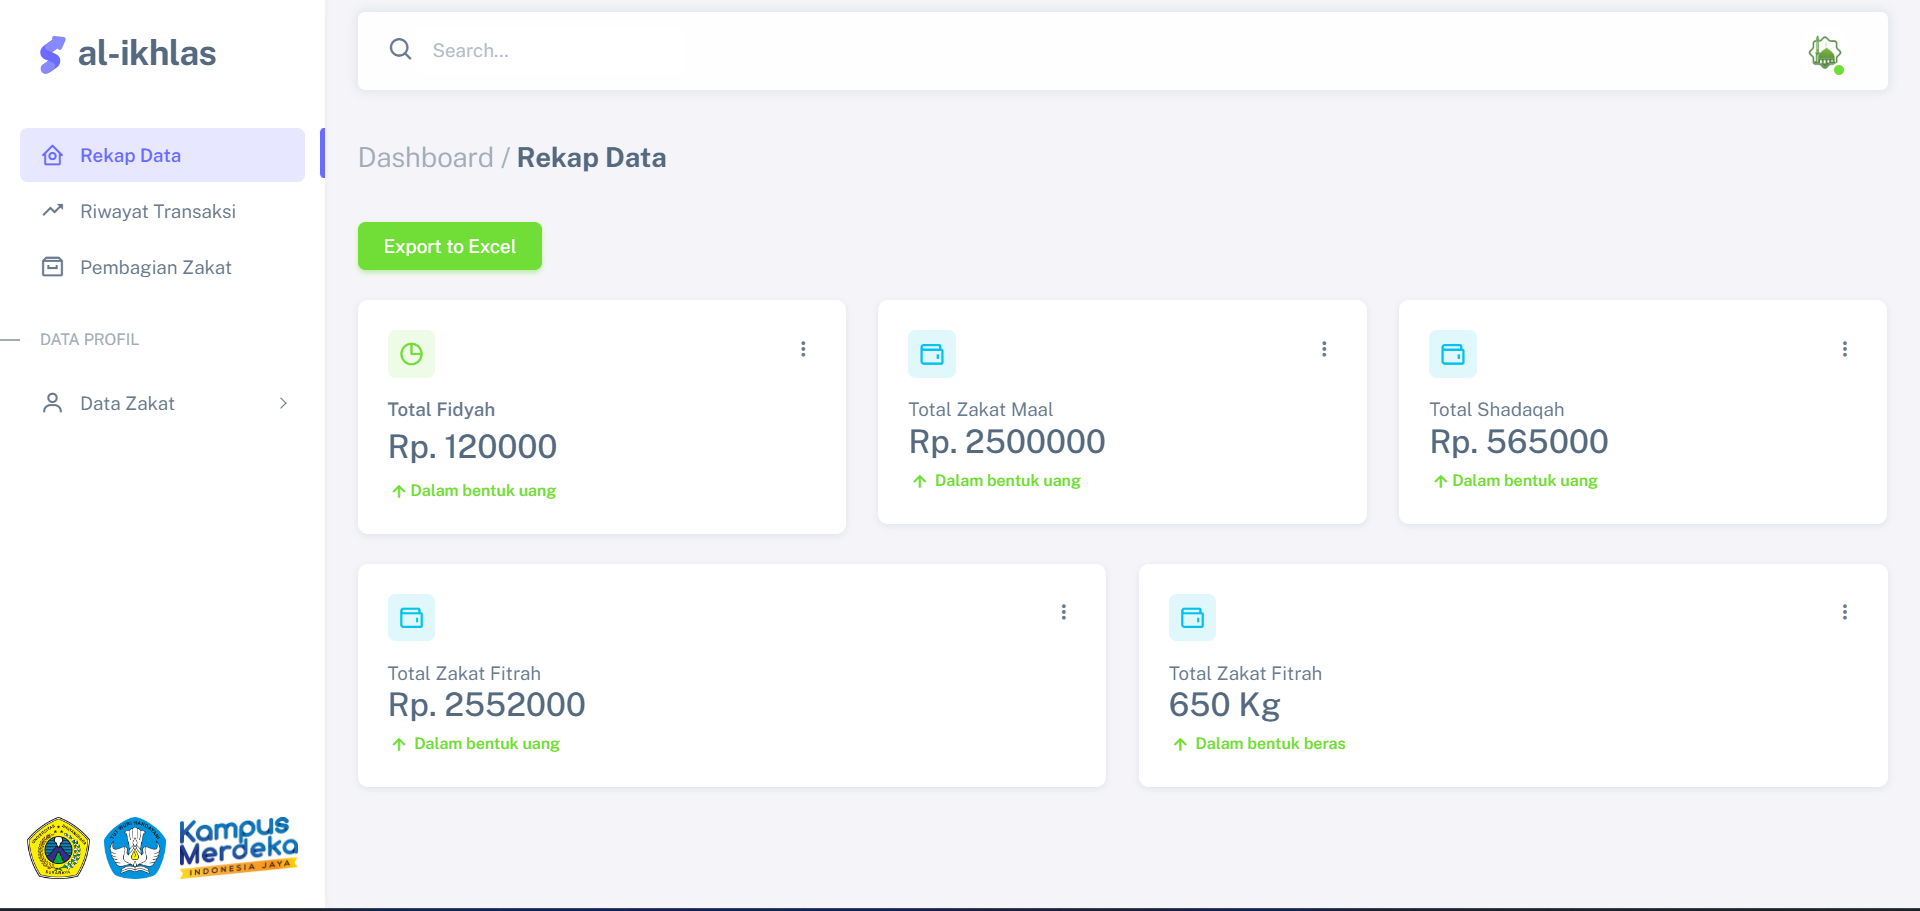 al-ikhlas
Rekap Data
Riwayat Transaksi
Pembagian Zakat
DATA PROFIL
Data Zakat
Kampus
Merdeka
INDONESIA JAYA
Search...
Dashboard / Rekap Data
Export to Excel
Total Fidyah
Rp. 120000
Dalam bentuk uang
Total Zakat Maal
Rp. 2500000
Dalam bentuk uang
Total Shadaqah
Rp. 565000
Dalam bentuk uang
Total Zakat Fitrah
Rp. 2552000
Dalam bentuk uang
Total Zakat Fitrah
650 Kg
Dalam bentuk beras